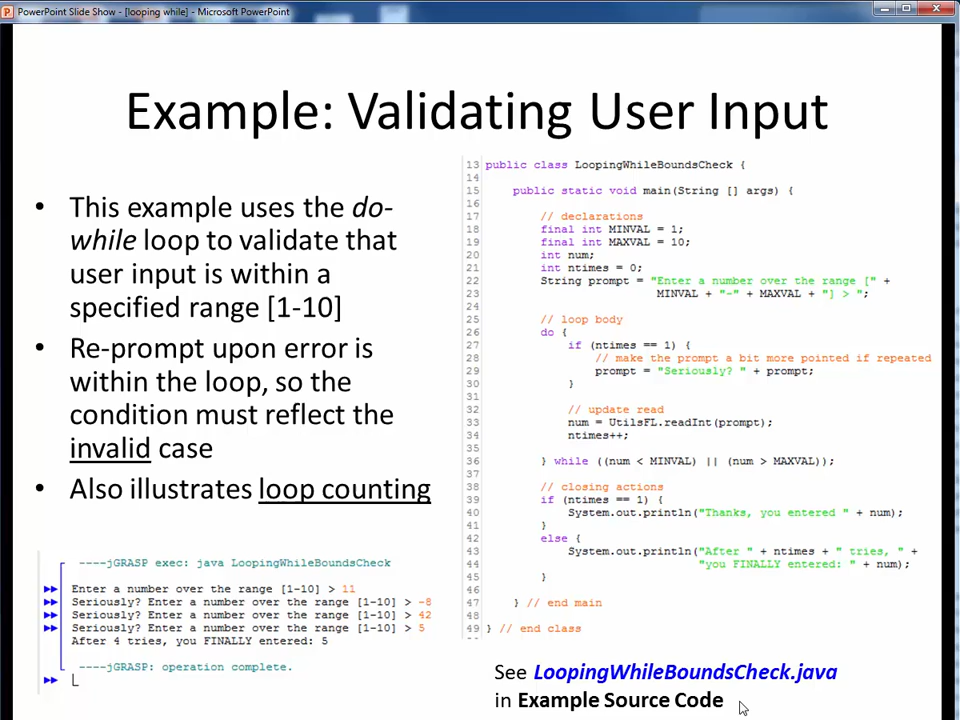 PowerPoint Slide Show - [looping while] - Microsoft PowerPoint
Example: Validating User Input
• This example uses the do-
while loop to validate that
user input is within a
specified range [1-10]
• Re-prompt upon error is
within the loop, so the
condition must reflect the
invalid case
• Also illustrates loop counting
----jGRASP exec: java LoopingWhileBoundsCheck
Enter a number over the range [1-10] > 11
Seriously? Enter a number over the range [1-10] > -8
Seriously? Enter a number over the range [1-10] > 42
Seriously? Enter a number over the range [1-10] > 5
After 4 tries, you FINALLY entered: 5
----jGRASP: operation complete.
13 public class LoopingWhileBoundsCheck {
14
15 public static void main(String [] args) {
16
17 // declarations
18 final int MINVAL = 1;
19 final int MAXVAL = 10;
20 int num;
21 int ntimes = 0;
22 String prompt = "Enter a number over the range [" +
23 MINVAL + "-" + MAXVAL + "] > ";
24
25 // loop body
26 do {
27 if (ntimes == 1) {
28 // make the prompt a bit more pointed if repeated
29 prompt = "Seriously? " + prompt;
30 }
31
32 // update read
33 num = UtilsFL.readInt(prompt);
34 ntimes++;
35
36 } while ((num < MINVAL) || (num > MAXVAL));
37
38 // closing actions
39 if (ntimes == 1) {
40 System.out.println("Thanks, you entered " + num);
41 }
42 else {
43 System.out.println("After " + ntimes + " tries, " +
44 "you FINALLY entered: " + num);
45 }
46
47 } // end main
48
49 } // end class
See LoopingWhileBoundsCheck.java
in Example Source Code